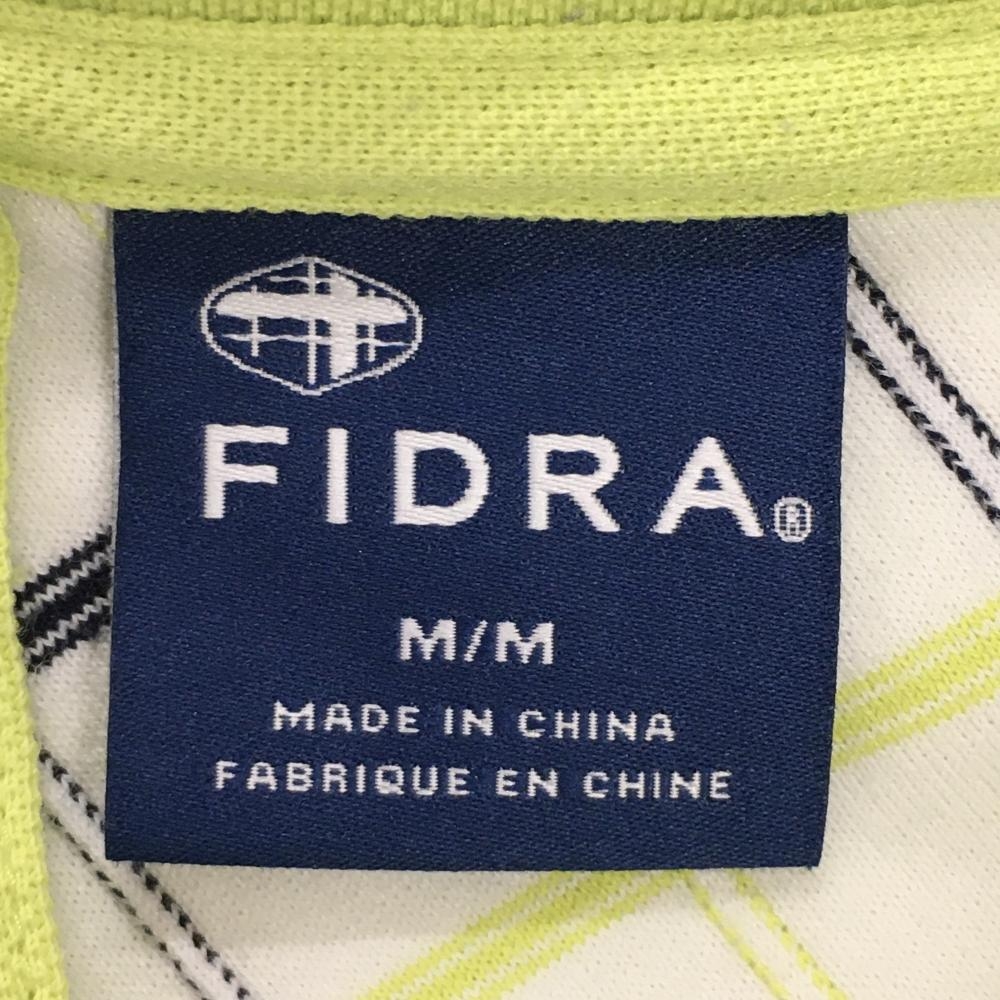 FIDRA®
M/M
MADE IN CHINA
FABRIQUE EN CHINE